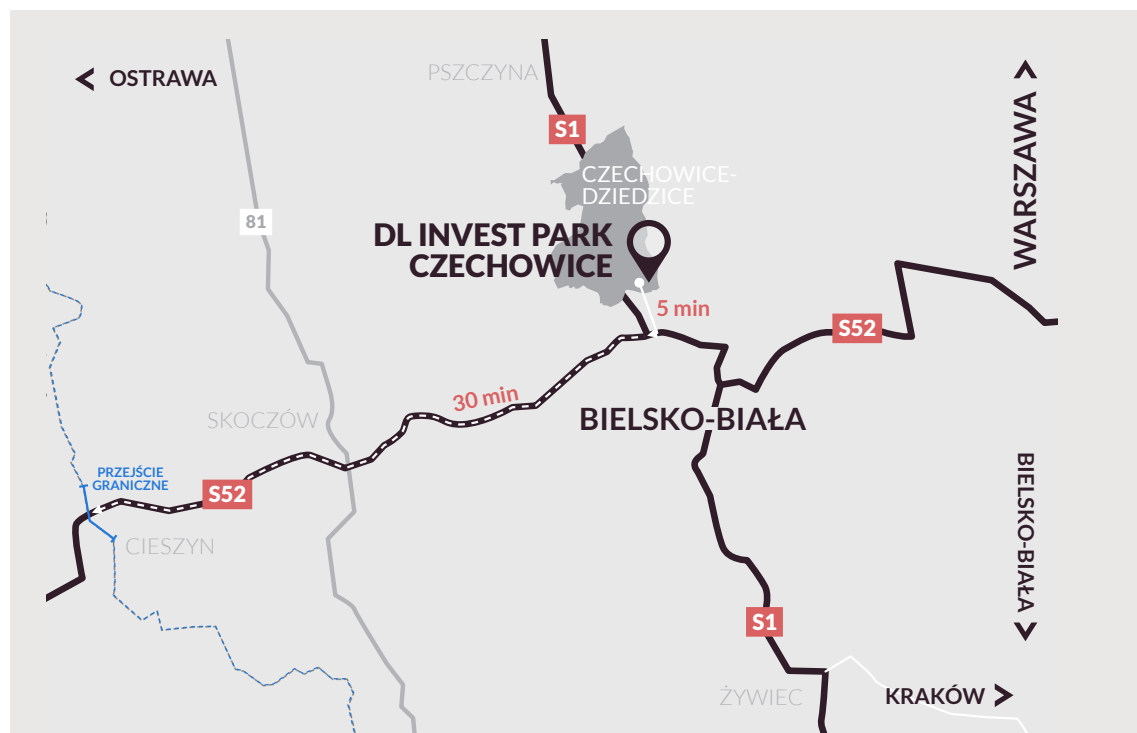 PSZCZYNA
OSTRAWA
WARSZAWA
S1
CZECHOWICE-
DZIEDZICE
81
DL INVEST PARK
CZECHOWICE
5 min
S52
30 min
SKOCZÓW
BIELSKO-BIAŁA
PRZEJŚCIE
GRANICZNE
S52
BIELSKO-BIAŁA
CIESZYN
S1
ŻYWIEC
KRAKÓW